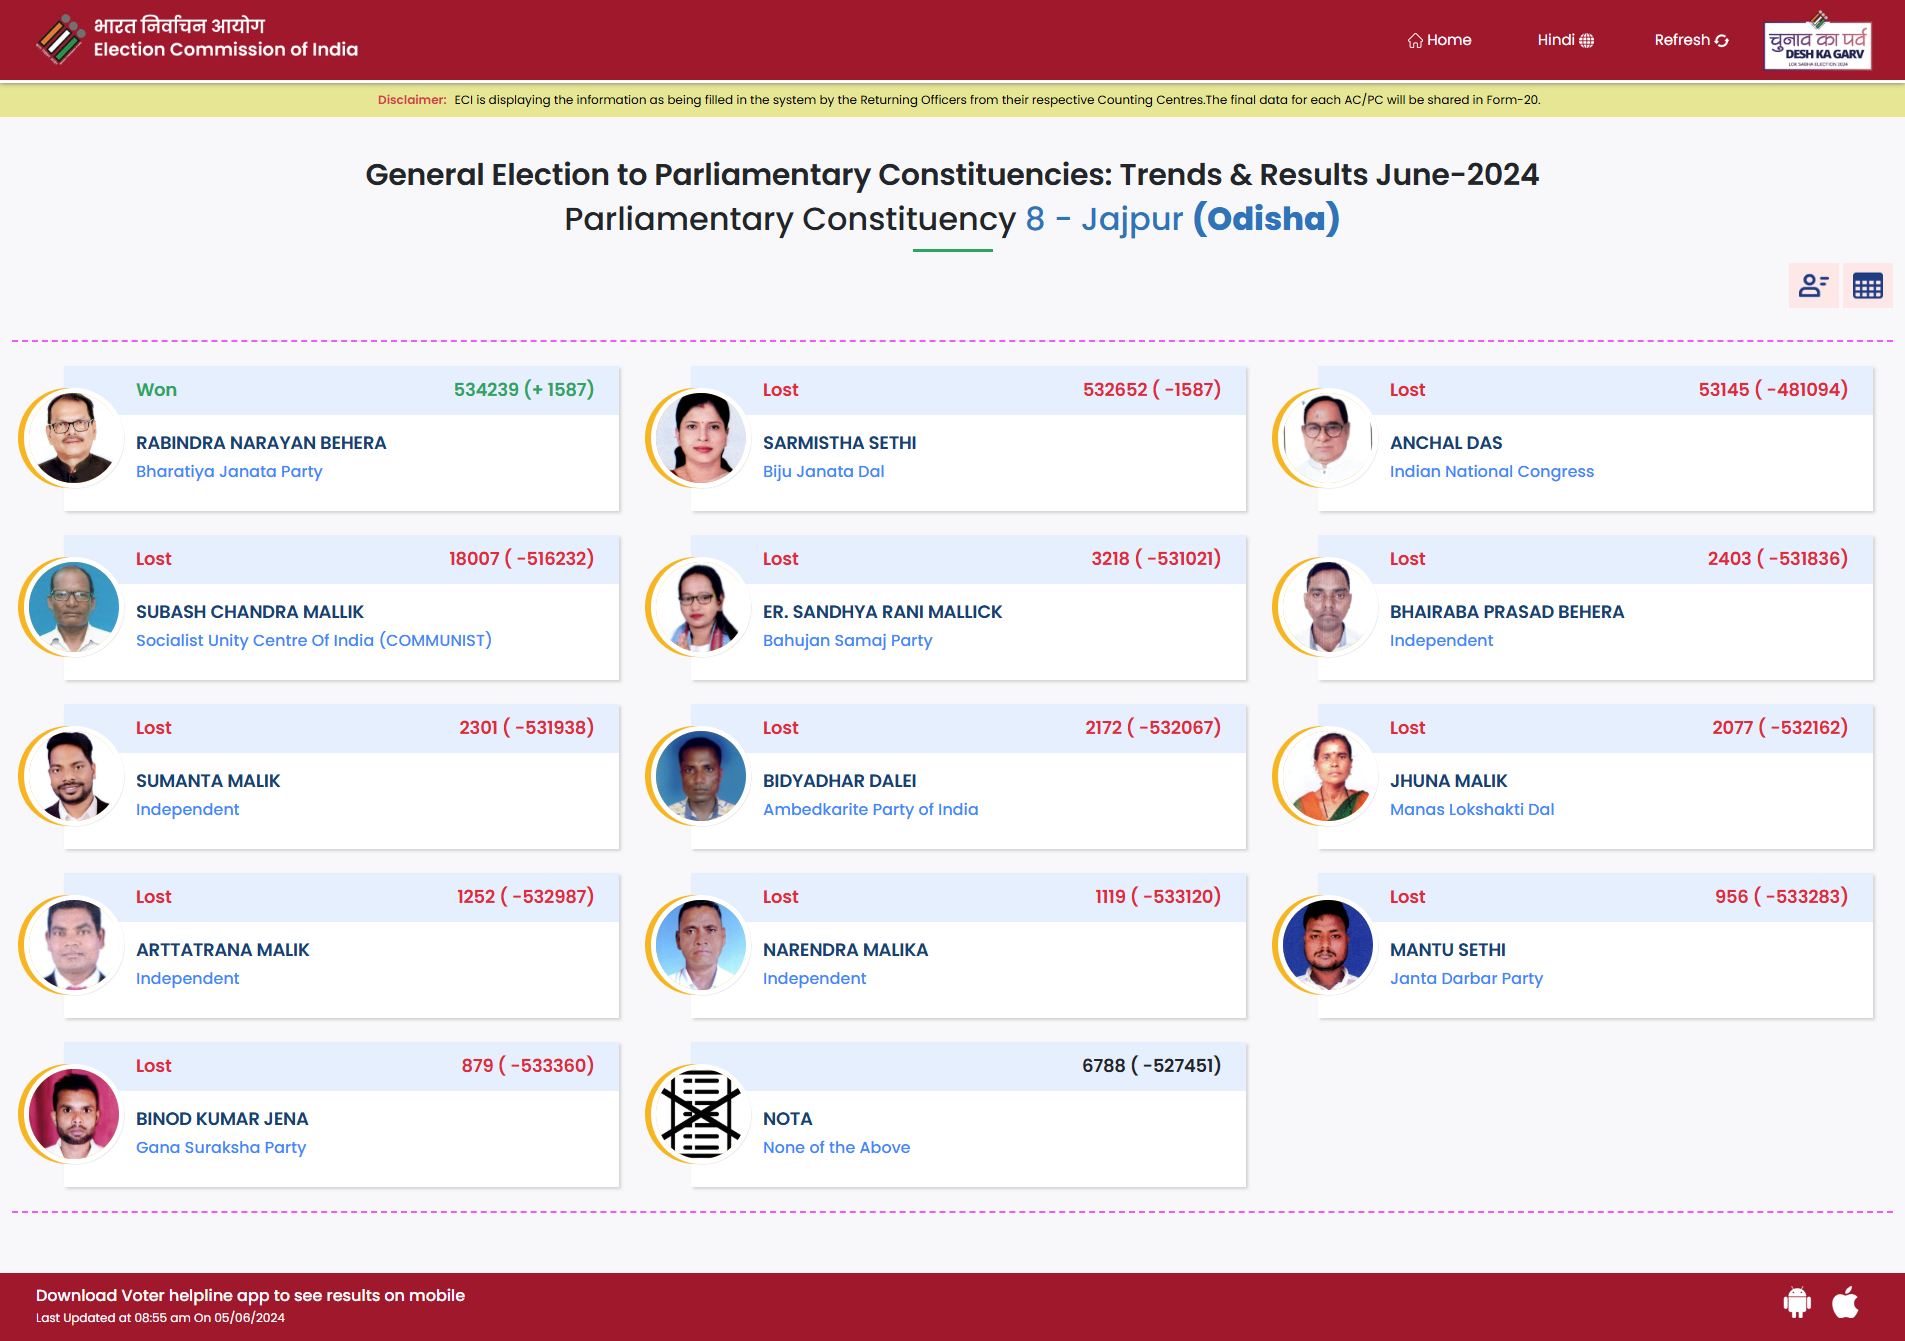 भारत निर्वाचन आयोग
Election Commission of India
Home
Hindi
Refresh
चुनाव का पर्व
DESH KA GARV
LOK SABHA ELECTION 2024
Disclaimer: ECI is displaying the information as being filled in the system by the Returning Officers from their respective Counting Centres.The final data for each AC/PC will be shared in Form-20.
General Election to Parliamentary Constituencies: Trends & Results June-2024
Parliamentary Constituency 8 - Jajpur (Odisha)
Won 534239 (+ 1587)
RABINDRA NARAYAN BEHERA
Bharatiya Janata Party
Lost 532652 ( -1587)
SARMISTHA SETHI
Biju Janata Dal
Lost 53145 ( -481094)
ANCHAL DAS
Indian National Congress
Lost 18007 ( -516232)
SUBASH CHANDRA MALLIK
Socialist Unity Centre Of India (COMMUNIST)
Lost 3218 ( -531021)
ER. SANDHYA RANI MALLICK
Bahujan Samaj Party
Lost 2403 ( -531836)
BHAIRABA PRASAD BEHERA
Independent
Lost 2301 ( -531938)
SUMANTA MALIK
Independent
Lost 2172 ( -532067)
BIDYADHAR DALEI
Ambedkarite Party of India
Lost 2077 ( -532162)
JHUNA MALIK
Manas Lokshakti Dal
Lost 1252 ( -532987)
ARTTATRANA MALIK
Independent
Lost 1119 ( -533120)
NARENDRA MALIKA
Independent
Lost 956 ( -533283)
MANTU SETHI
Janta Darbar Party
Lost 879 ( -533360)
BINOD KUMAR JENA
Gana Suraksha Party
6788 ( -527451)
NOTA
None of the Above
Download Voter helpline app to see results on mobile
Last Updated at 08:55 am On 05/06/2024